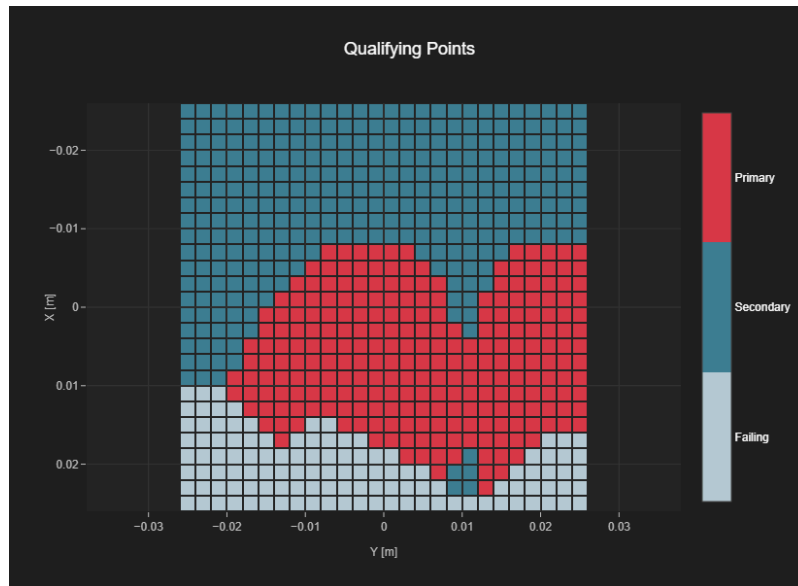 Qualifying Points
−0.02
−0.01
0
0.01
0.02
X [m]
−0.03
−0.02
−0.01
0
0.01
0.02
0.03
Y [m]
Primary
Secondary
Failing